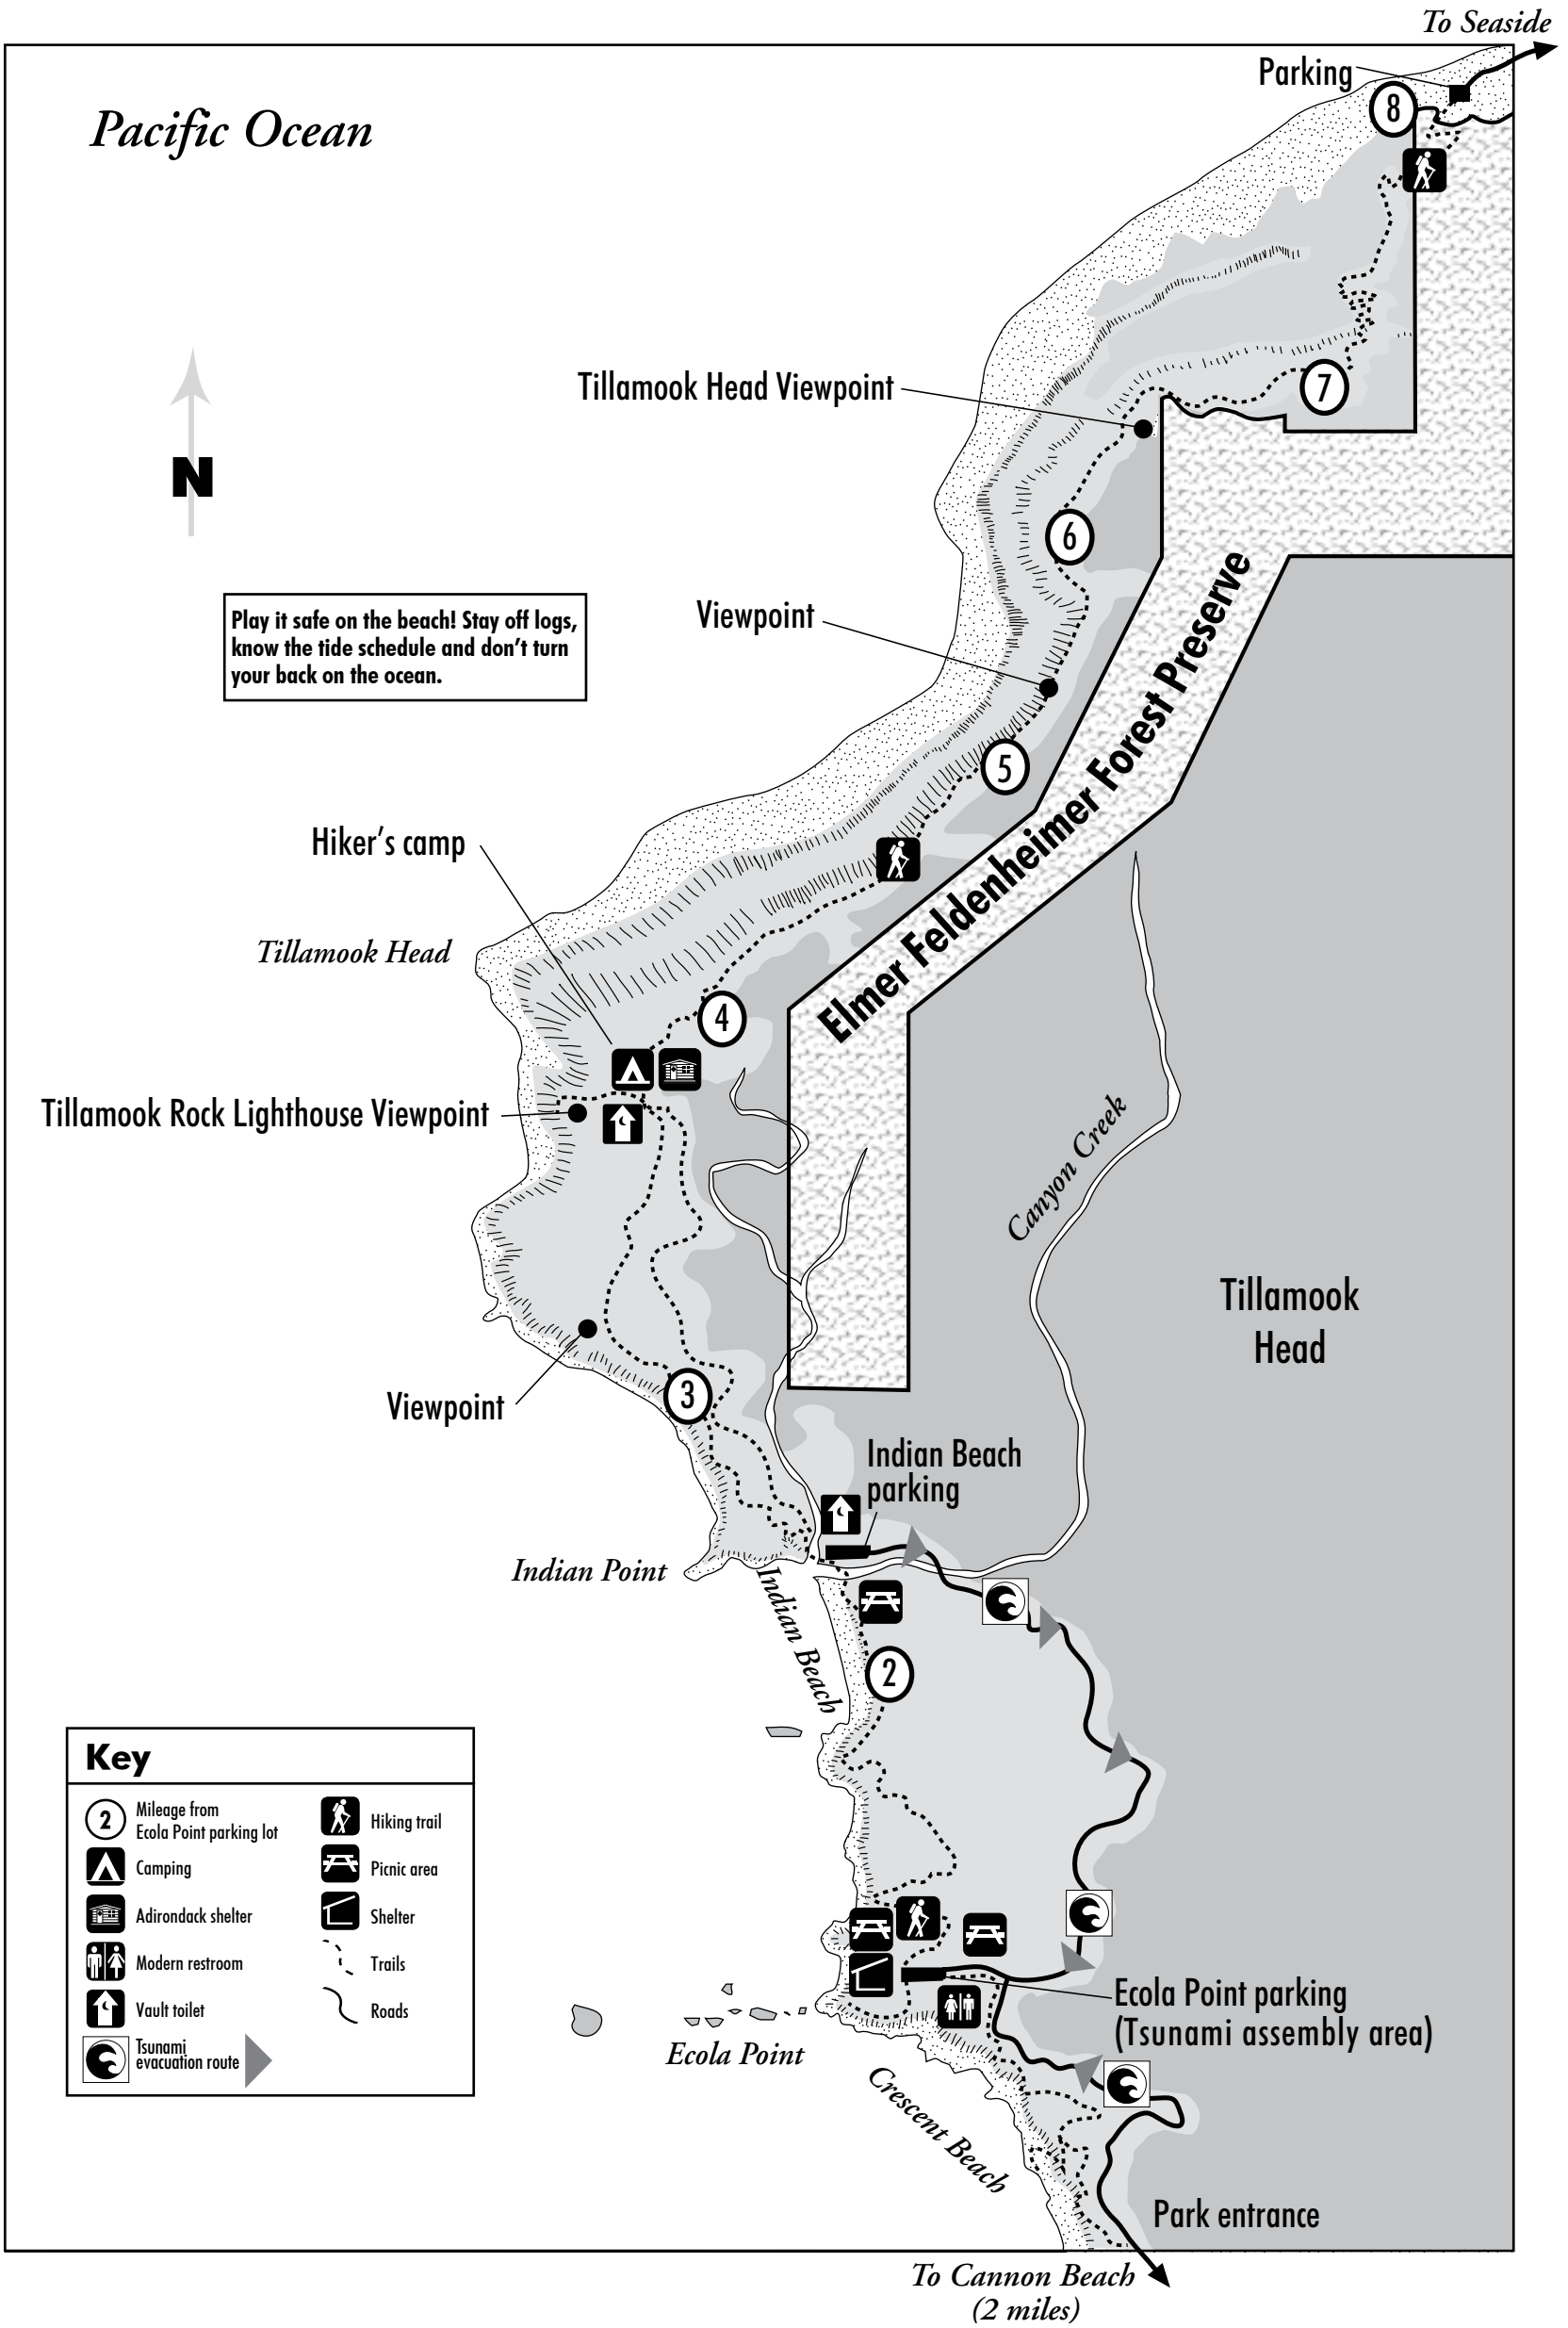 To Seaside
Parking
8
Pacific Ocean
7
Tillamook Head Viewpoint
N
6
Viewpoint
Play it safe on the beach! Stay off logs,
know the tide schedule and don’t turn
your back on the ocean.
Elmer Feldenheimer Forest Preserve
5
Hiker’s camp
Tillamook Head
4
Tillamook Rock Lighthouse Viewpoint
Canyon Creek
Tillamook
Head
Viewpoint
3
Indian Beach
parking
Indian Point
Indian Beach
2
Key
2
Mileage from
Ecola Point parking lot
Camping
Adirondack shelter
Modern restroom
Vault toilet
Tsunami
evacuation route
Hiking trail
Picnic area
Shelter
Trails
Roads
Ecola Point parking
(Tsunami assembly area)
Ecola Point
Crescent Beach
Park entrance
To Cannon Beach
(2 miles)